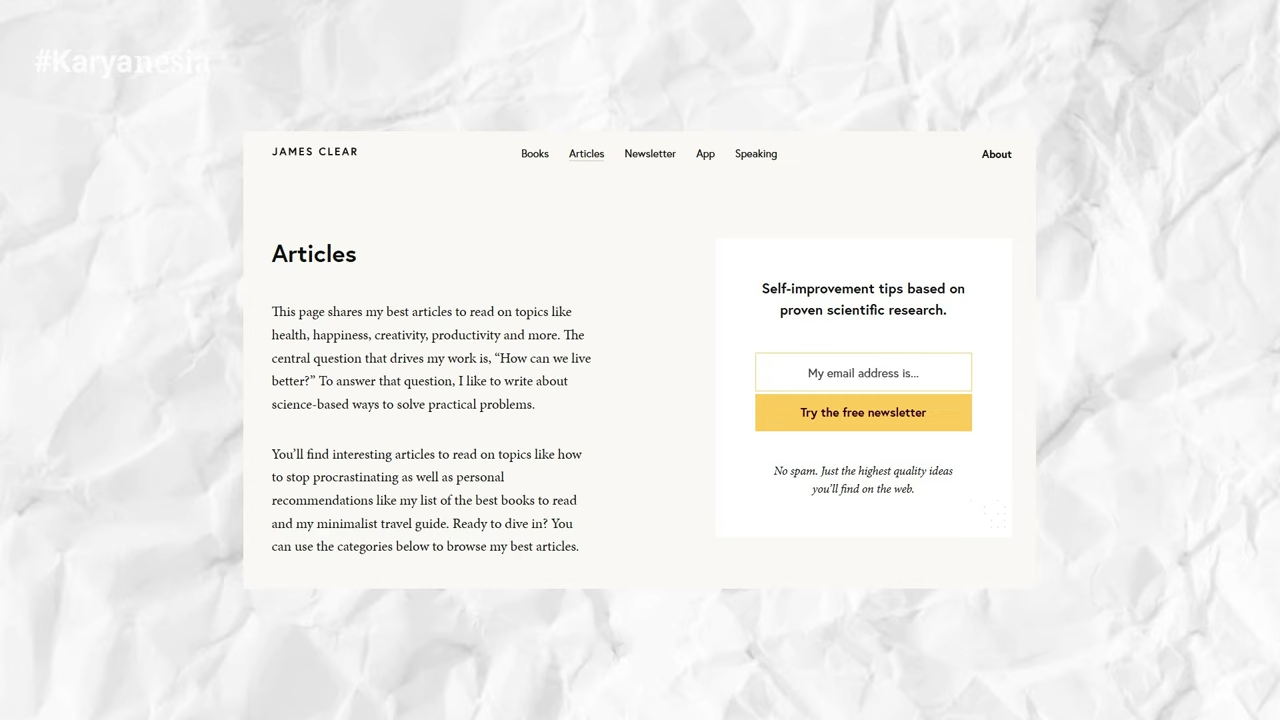 #Karyanesia
JAMES CLEAR
Books Articles Newsletter App Speaking
About
Articles
This page shares my best articles to read on topics like
health, happiness, creativity, productivity and more. The
central question that drives my work is, “How can we live
better?” To answer that question, I like to write about
science-based ways to solve practical problems.
You’ll find interesting articles to read on topics like how
to stop procrastinating as well as personal
recommendations like my list of the best books to read
and my minimalist travel guide. Ready to dive in? You
can use the categories below to browse my best articles.
Self-improvement tips based on
proven scientific research.
My email address is...
Try the free newsletter
No spam. Just the highest quality ideas
you’ll find on the web.